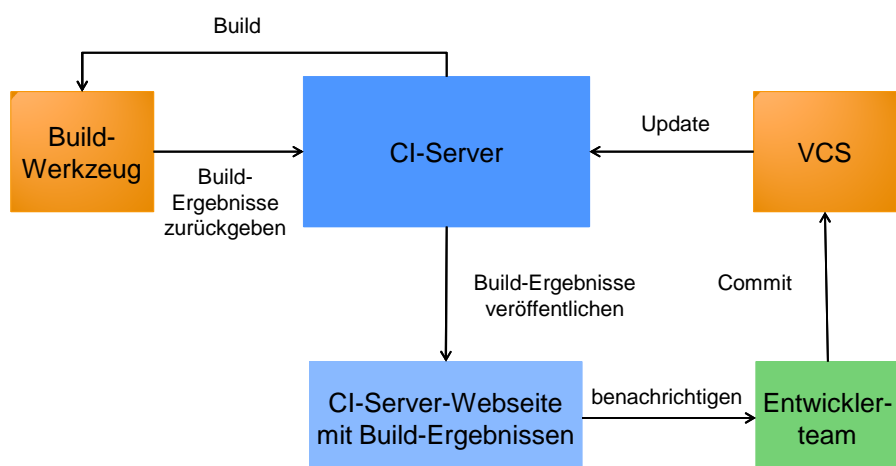 Build
Build-
Werkzeug
CI-Server
Update
VCS
Build-
Ergebnisse
zurückgeben
Build-Ergebnisse
veröffentlichen
Commit
CI-Server-Webseite
mit Build-Ergebnissen
benachrichtigen
Entwickler-
team